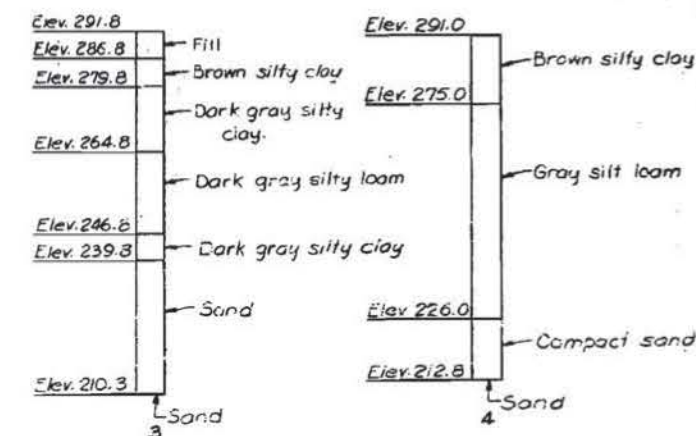 Elev. 291.8
Fill
Elev. 286.8
Brown silty clay
Elev. 279.8
Dark gray silty
clay.
Elev. 264.8
Dark gray silty loam
Elev. 246.8
Dark gray silty clay
Elev. 239.8
Sand
Elev. 210.3
Sand
3
Elev. 291.0
Brown silty clay
Elev. 275.0
Gray silt loam
Elev 226.0
Compact sand
Elev. 212.8
Sand
4